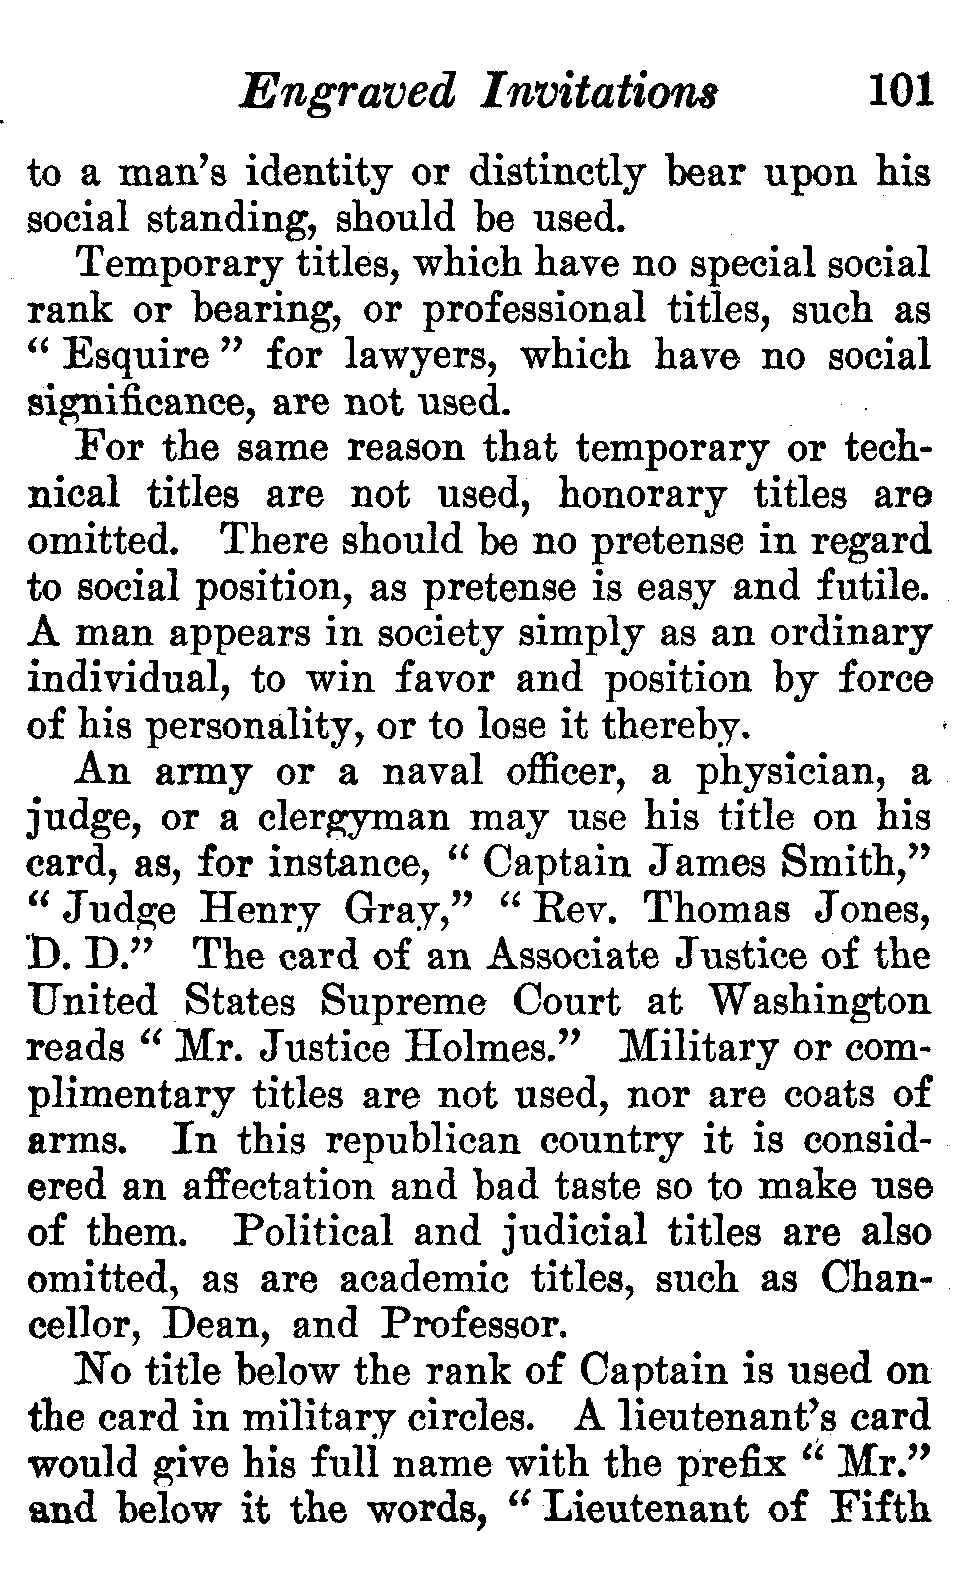 Engraved Invitations 101
to a man's identity or distinctly bear upon his
social standing, should be used.
Temporary titles, which have no special social
rank or bearing, or professional titles, such as
" Esquire " for lawyers, which have no social
significance, are not used.
For the same reason that temporary or tech-
nical titles are not used, honorary titles are
omitted. There should be no pretense in regard
to social position, as pretense is easy and futile.
A man appears in society simply as an ordinary
individual, to win favor and position by force
of his personality, or to lose it thereby.
An army or a naval officer, a physician, a
judge, or a clergyman may use his title on his
card, as, for instance, " Captain James Smith,"
" Judge Henry Gray," " Rev. Thomas Jones,
D. D." The card of an Associate Justice of the
United States Supreme Court at Washington
reads " Mr. Justice Holmes." Military or com-
plimentary titles are not used, nor are coats of
arms. In this republican country it is consid-
ered an affectation and bad taste so to make use
of them. Political and judicial titles are also
omitted, as are academic titles, such as Chan-
cellor, Dean, and Professor.
No title below the rank of Captain is used on
the card in military circles. A lieutenant's card
would give his full name with the prefix " Mr."
and below it the words, " Lieutenant of Fifth